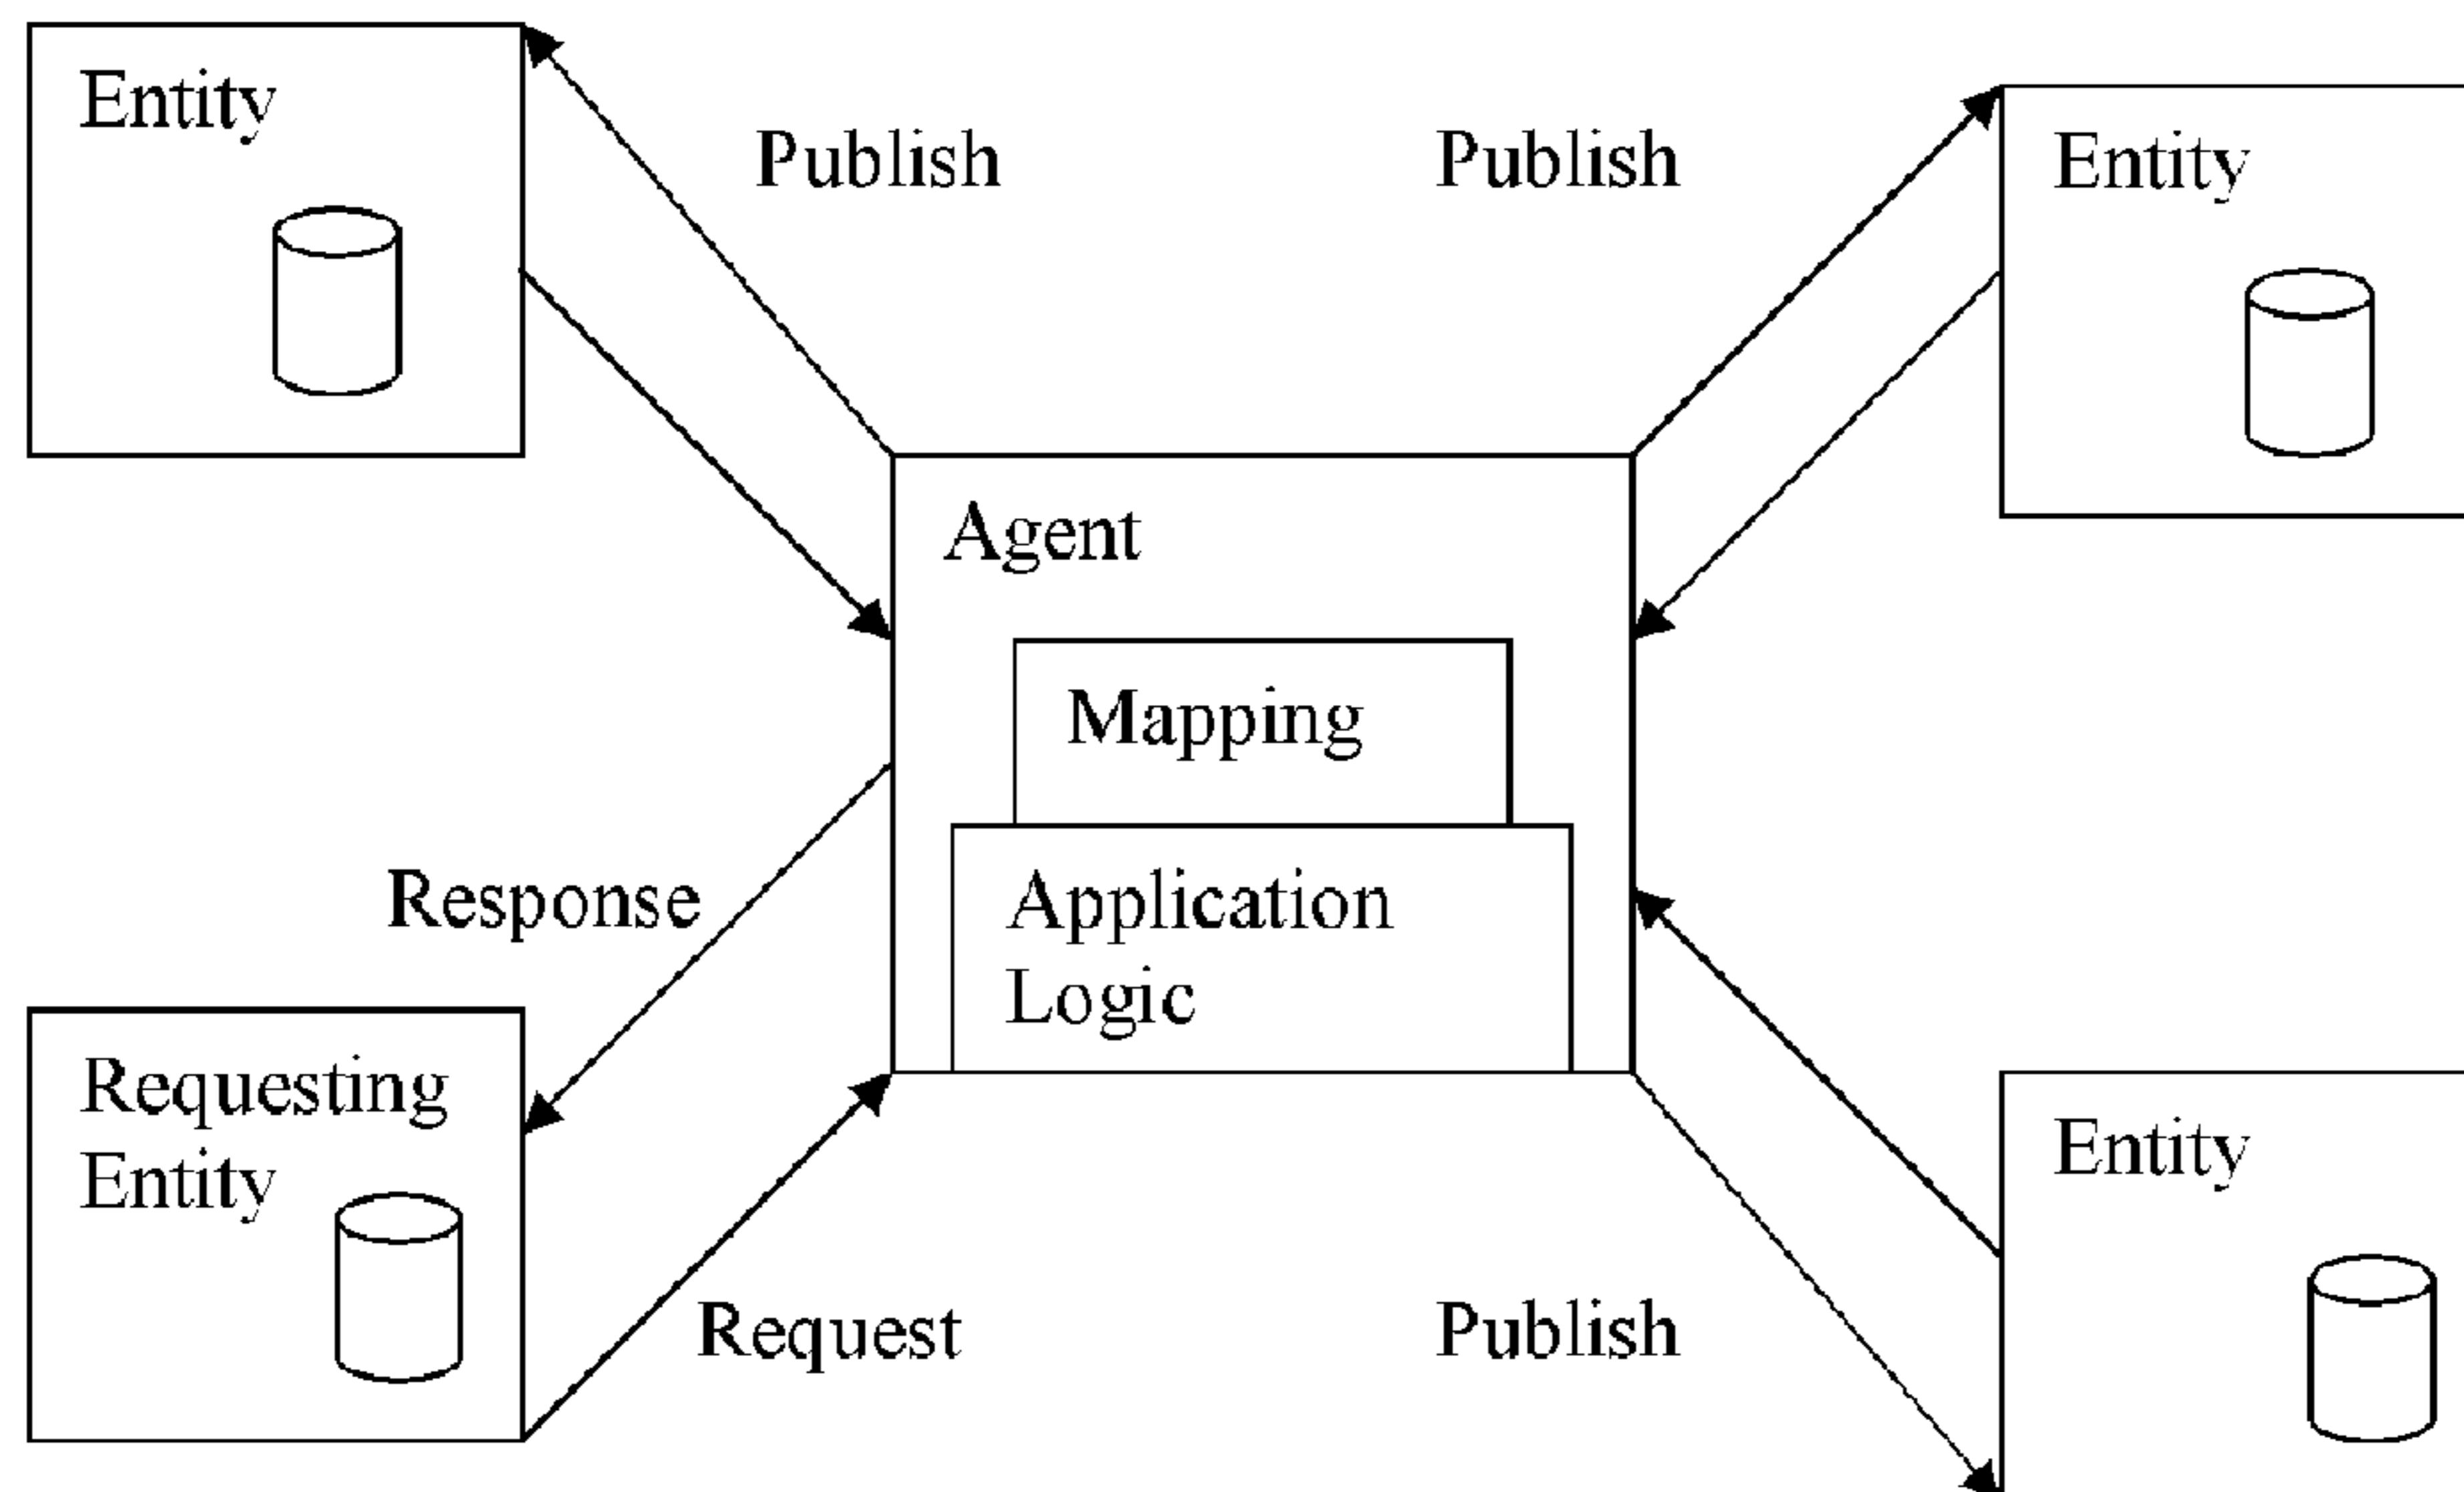 Entity
Publish
Publish
Entity
Agent
Mapping
Application
Logic
Response
Requesting
Entity
Request
Publish
Entity